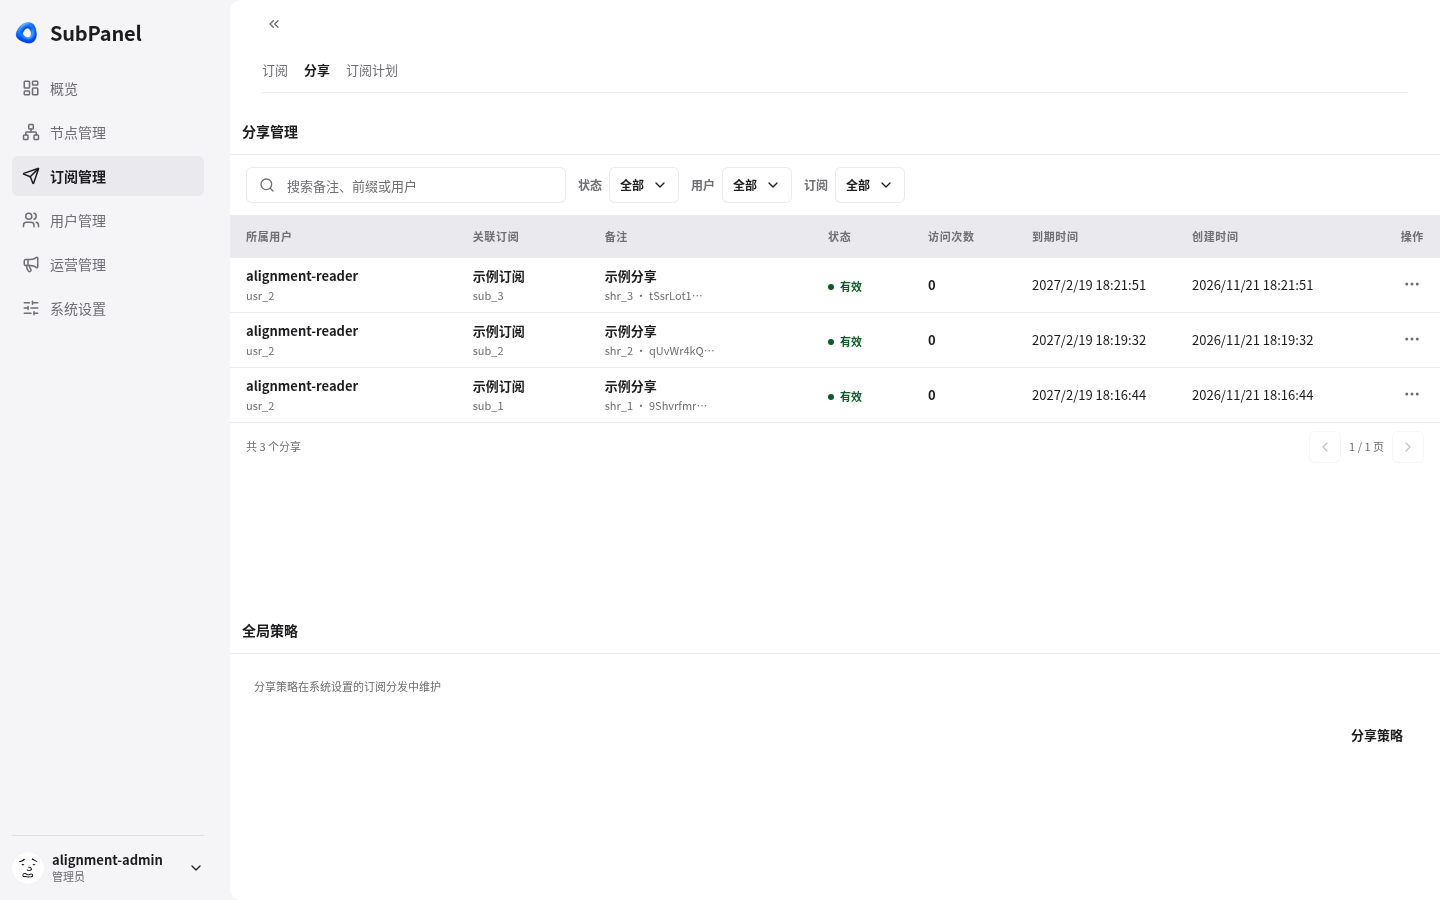 SubPanel
概览
节点管理
订阅管理
用户管理
运营管理
系统设置
alignment-admin
管理员
订阅 分享 订阅计划
分享管理
搜索备注、前缀或用户 状态 全部 用户 全部 订阅 全部
所属用户 关联订阅 备注 状态 访问次数 到期时间 创建时间 操作
alignment-reader 示例订阅 示例分享 有效 0 2027/2/19 18:21:51 2026/11/21 18:21:51
usr_2 sub_3 shr_3 · tSsrLot1…
alignment-reader 示例订阅 示例分享 有效 0 2027/2/19 18:19:32 2026/11/21 18:19:32
usr_2 sub_2 shr_2 · qUvWr4kQ…
alignment-reader 示例订阅 示例分享 有效 0 2027/2/19 18:16:44 2026/11/21 18:16:44
usr_2 sub_1 shr_1 · 9Shvrfmr…
共 3 个分享 1 / 1 页
全局策略
分享策略在系统设置的订阅分发中维护
分享策略